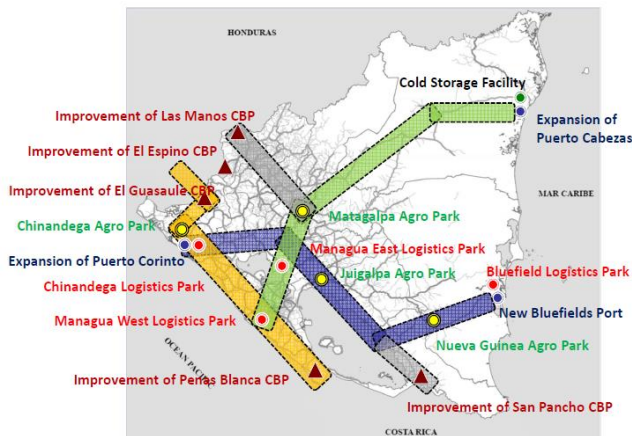 HONDURAS
Cold Storage Facility
Improvement of Las Manos CBP
Expansion of
Puerto Cabezas
Improvement of El Espino CBP
Improvement of El Guasaule CBP
MAR CARIBE
Chinandega Agro Park
Matagalpa Agro Park
Managua East Logistics Park
Expansion of Puerto Corinto
Juigalpa Agro Park
Bluefield Logistics Park
Chinandega Logistics Park
New Bluefields Port
Managua West Logistics Park
Nueva Guinea Agro Park
OCEAN PACIFIC
Improvement of Penas Blanca CBP
Improvement of San Pancho CBP
COSTA RICA